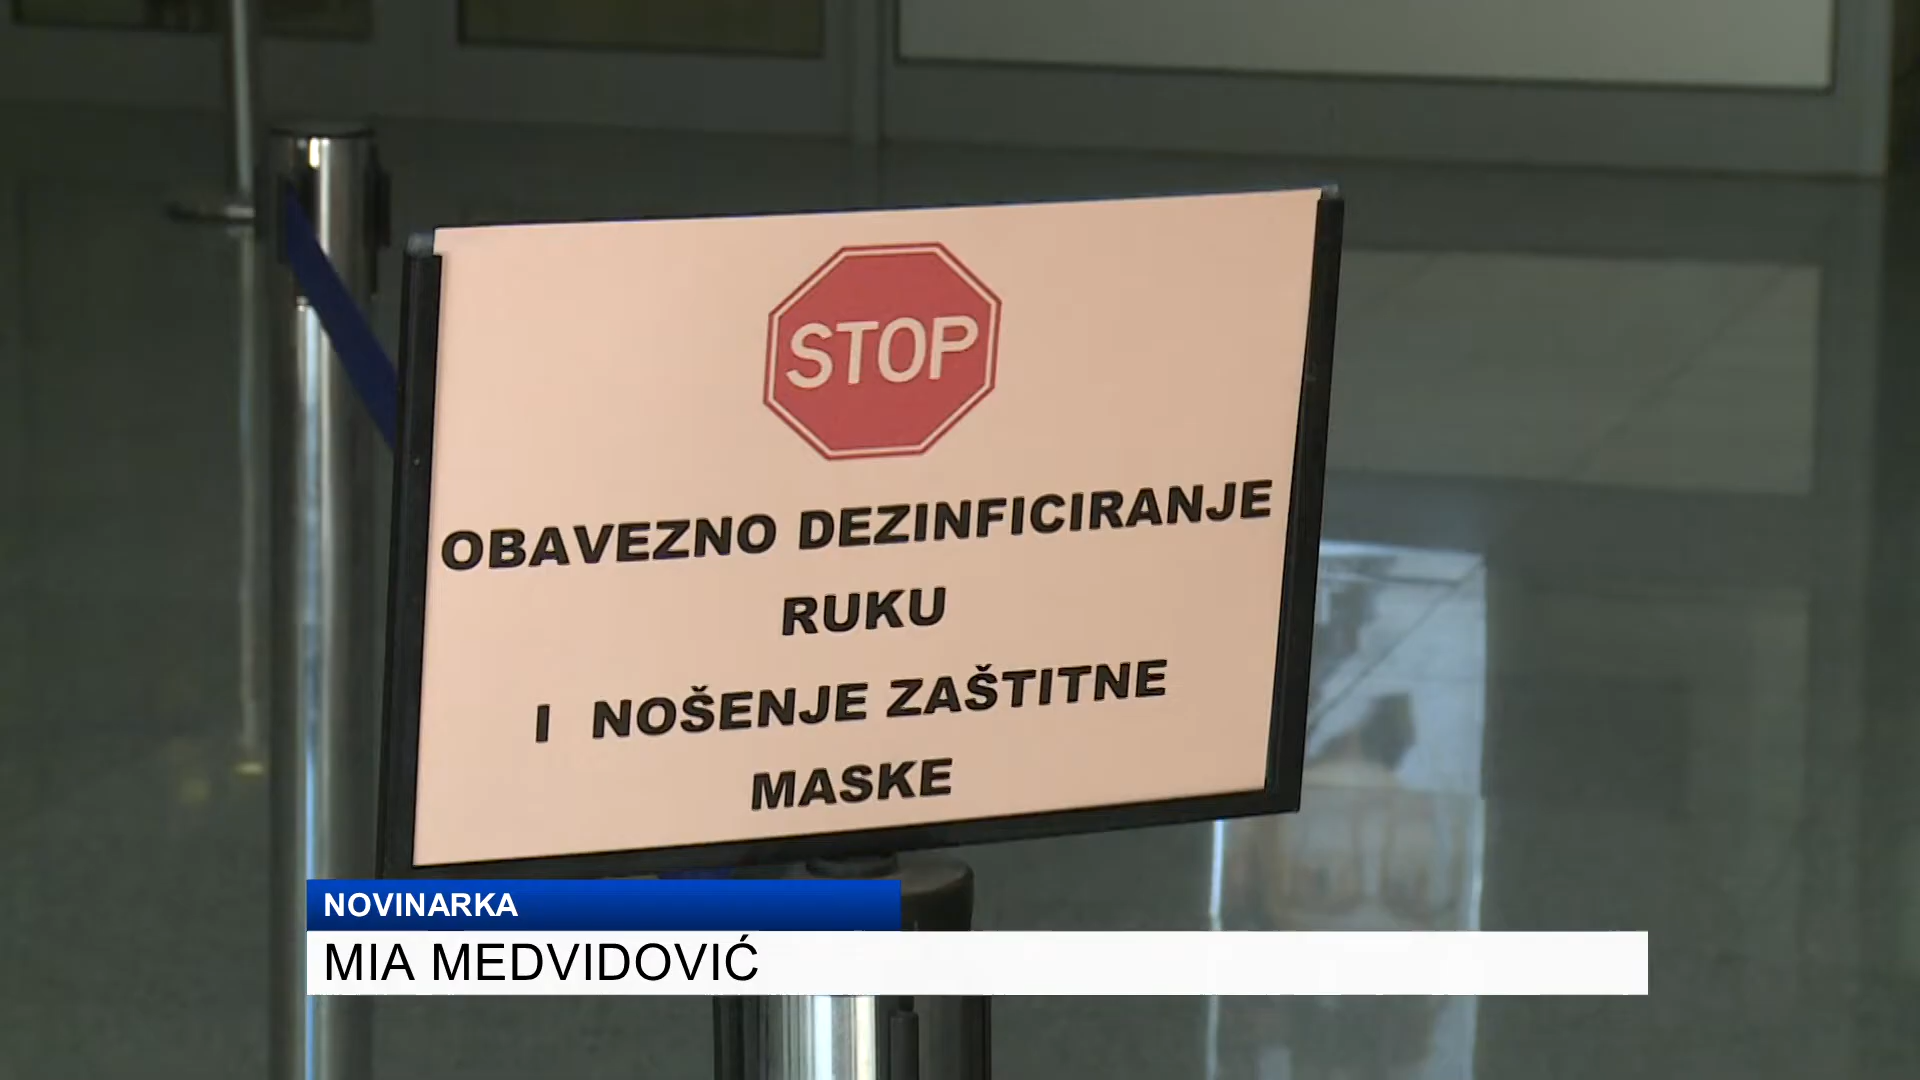 STOP
OBAVEZNO DEZINFICIRANJE
RUKU
I NOŠENJE ZAŠTITNE
MASKE
NOVINARKA
MIA MEDVIDOVIĆ